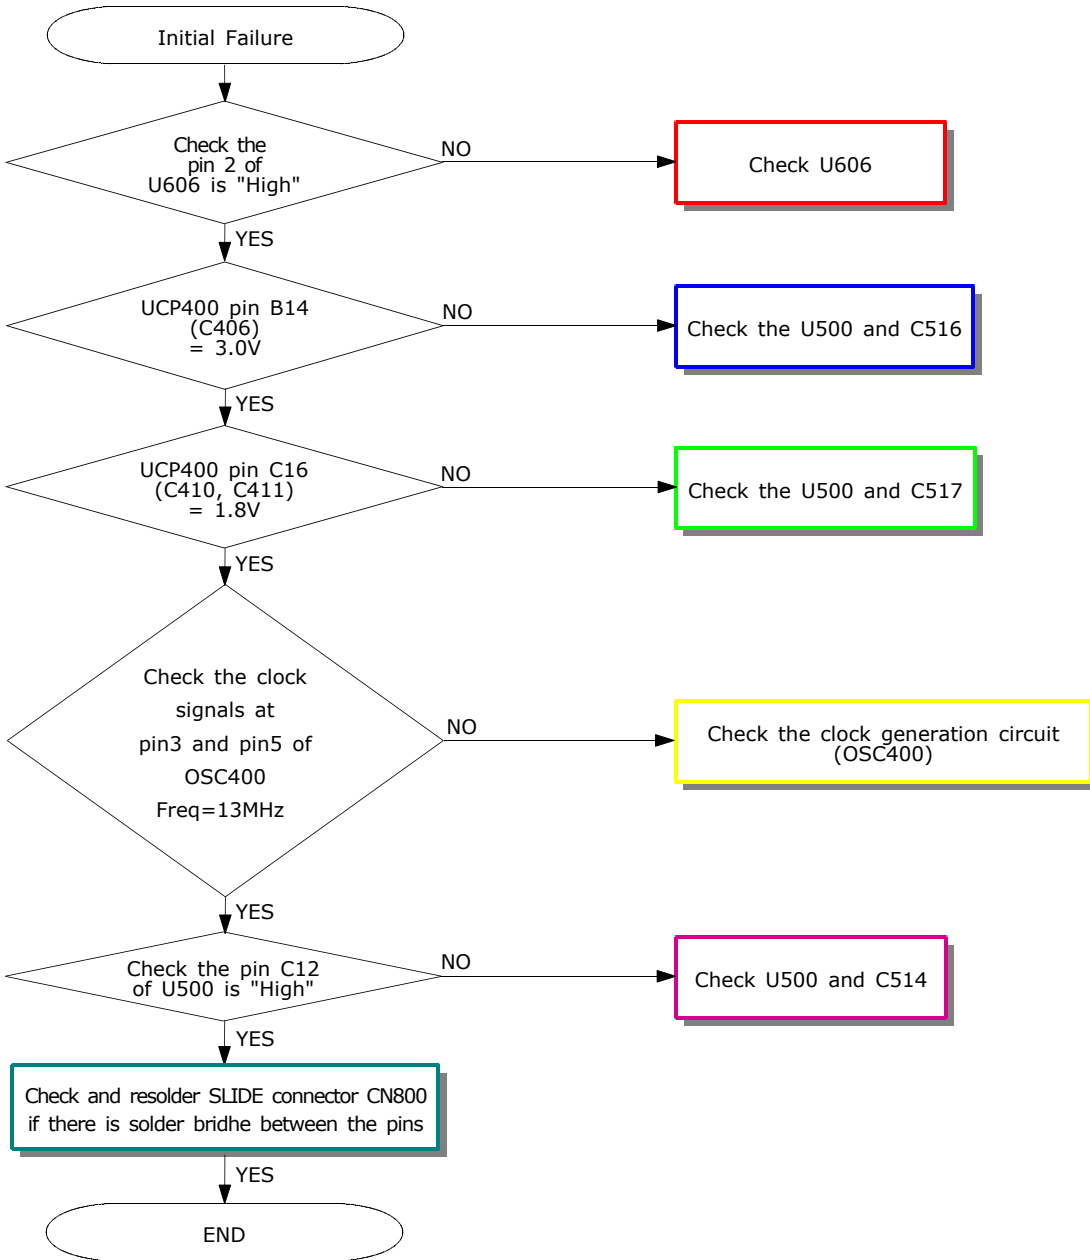 Initial Failure
Check the
pin 2 of
U606 is "High"
NO
Check U606
YES
UCP400 pin B14
(C406)
= 3.0V
NO
Check the U500 and C516
YES
UCP400 pin C16
(C410, C411)
= 1.8V
NO
Check the U500 and C517
YES
Check the clock
signals at
pin3 and pin5 of
OSC400
Freq=13MHz
NO
Check the clock generation circuit
(OSC400)
YES
Check the pin C12
of U500 is "High"
NO
Check U500 and C514
YES
Check and resolder SLIDE connector CN800
if there is solder bridhe between the pins
YES
END